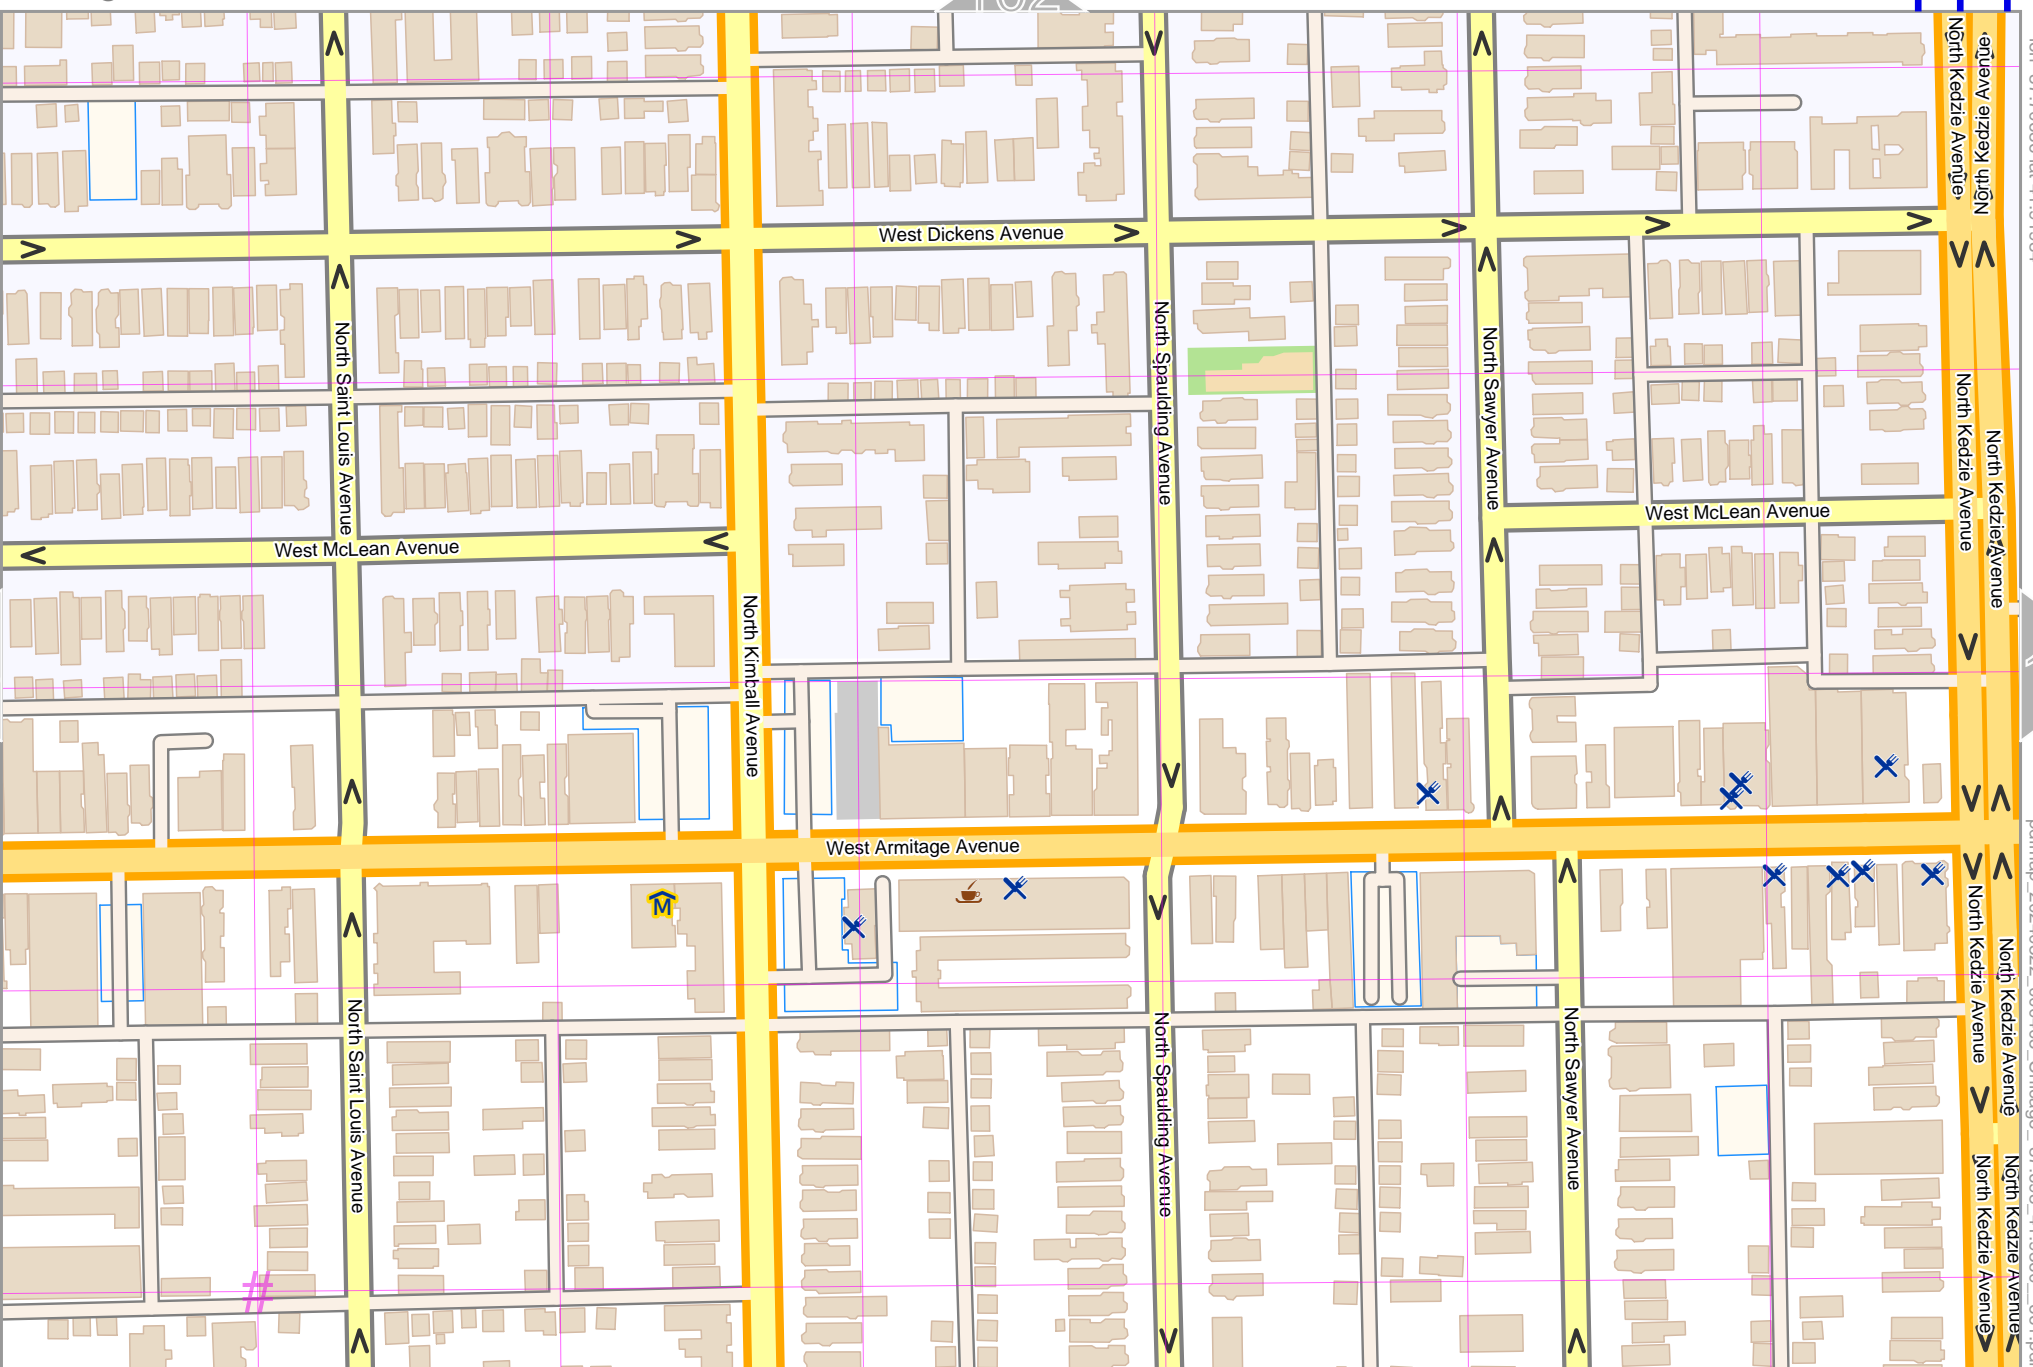 North Kedzie Avenue
North Kedzie Avenue
West Dickens Avenue
North Saint Louis Avenue
North Spaulding Avenue
North Sawyer Avenue
North Kedzie Avenue
North Kedzie Avenue
West McLean Avenue
West McLean Avenue
North Kimball Avenue
West Armitage Avenue
M
North Kedzie Avenue
North Kedzie Avenue
North Saint Louis Avenue
North Spaulding Avenue
North Sawyer Avenue
North Kedzie Avenue
North Kedzie Avenue
#